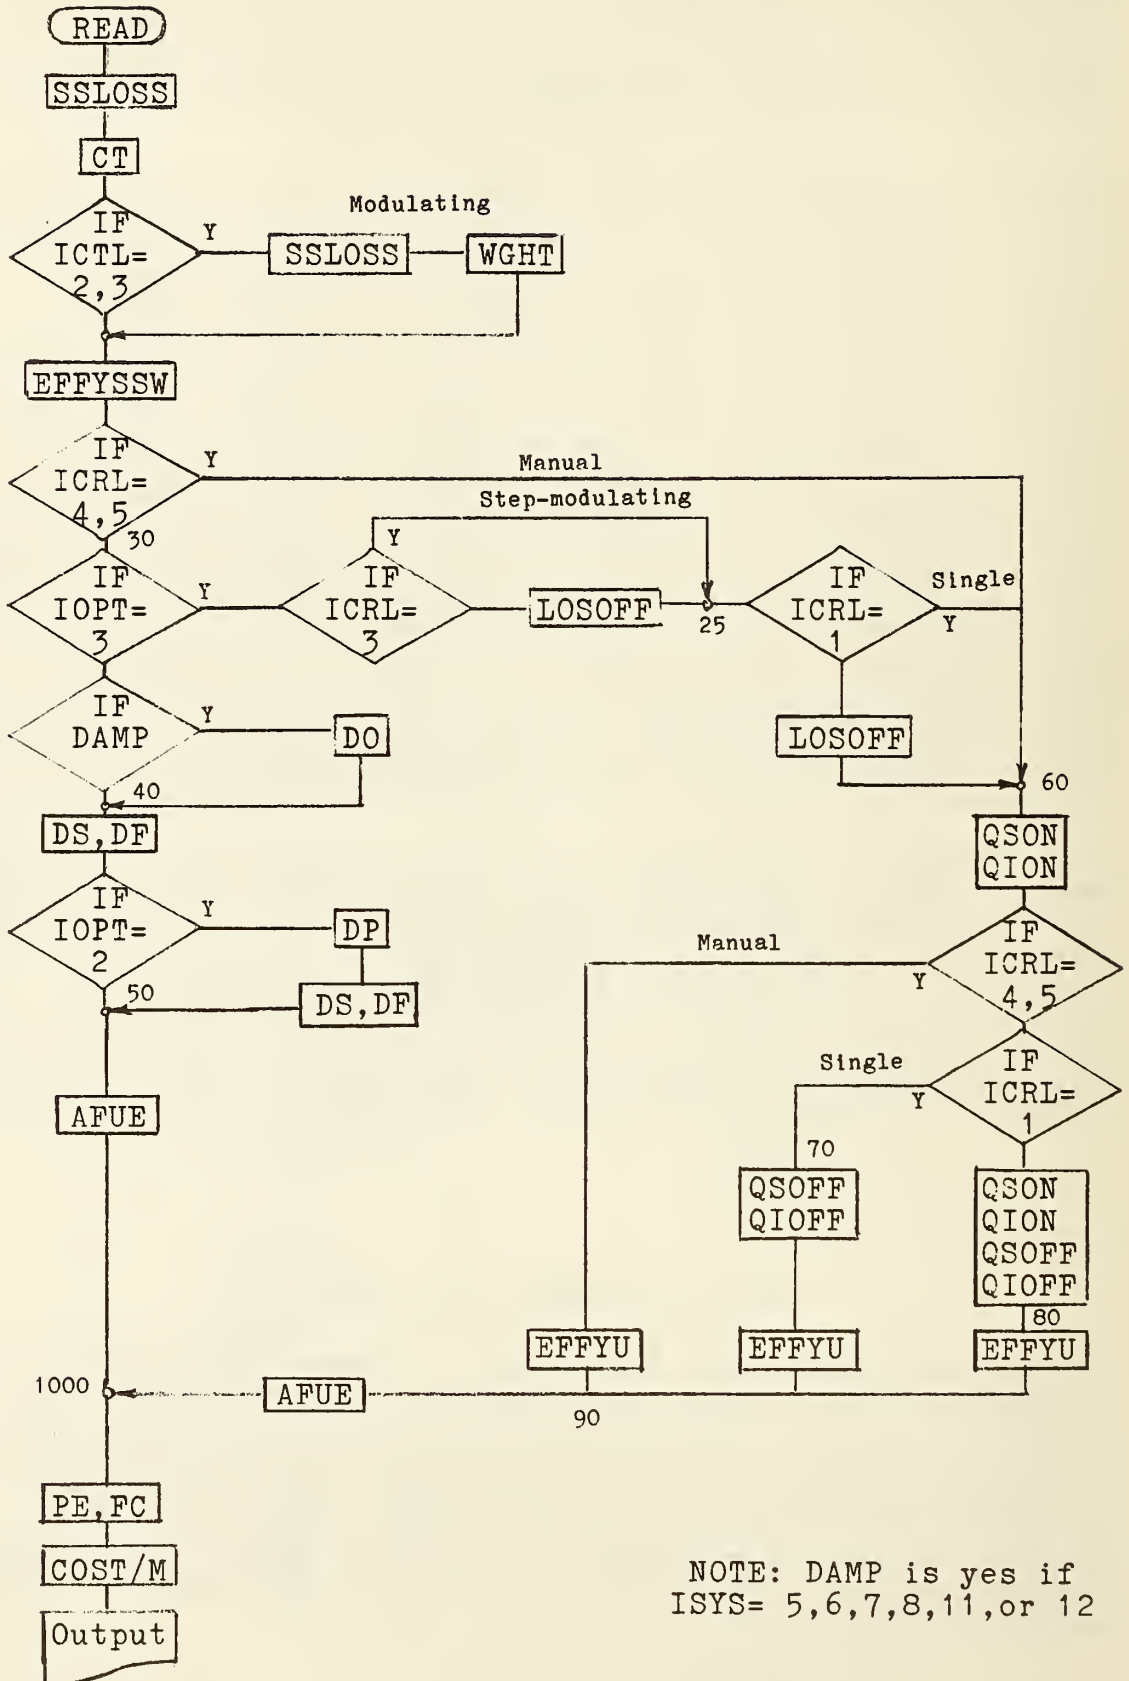 READ
SSLOSS
CT
IF
ICTL=
2,3
Y
Modulating
SSLOSS
WGHT
EFFYSSW
IF
ICRL=
4,5
Y
Manual
Step-modulating
30
IF
IOPT=
3
Y
IF
ICRL=
3
Y
LOSOFF
25
IF
ICRL=
1
Single
Y
LOSOFF
IF
DAMP
Y
DO
40
60
DS,DF
QSON
QION
IF
IOPT=
2
Y
DP
DS,DF
50
Manual
Y
IF
ICRL=
4,5
Single
Y
IF
ICRL=
1
AFUE
70
QSOFF
QIOFF
QSON
QION
QSOFF
QIOFF
80
EFFYU
EFFYU
EFFYU
1000
AFUE
90
PE,FC
COST/M
Output
NOTE: DAMP is yes if
ISYS= 5,6,7,8,11,or 12